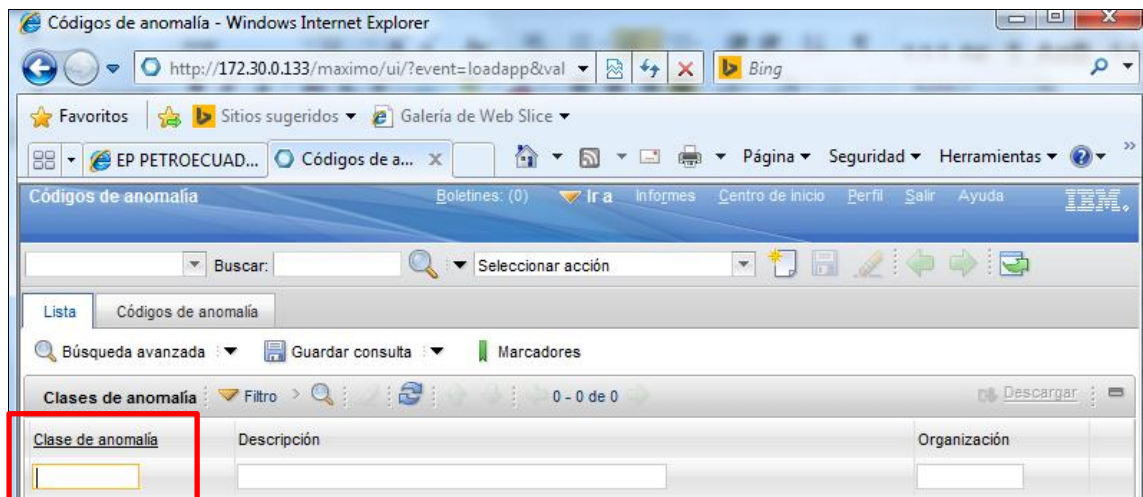 Códigos de anomalía - Windows Internet Explorer
http://172.30.0.133/maximo/ui/?event=loadapp&val
Bing
Favoritos Sitios sugeridos Galería de Web Slice
EP PETROECUAD... Códigos de a... X Página Seguridad Herramientas »
Códigos de anomalía Boletines: (0) Ir a Informes Centro de inicio Perfil Salir Ayuda IBM.
Buscar: Seleccionar acción
Lista Códigos de anomalía
Búsqueda avanzada Guardar consulta Marcadores
Clases de anomalía Filtro > 0 - 0 de 0 Descargar
Clase de anomalía Descripción Organización